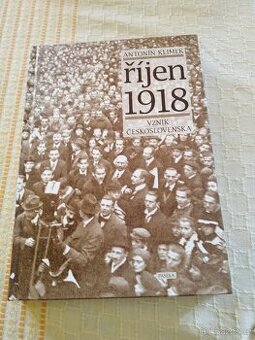 ANTONÍN KLIMEK
říjen
1918
VZNIK
ČESKOSLOVENSKA
PASEKA